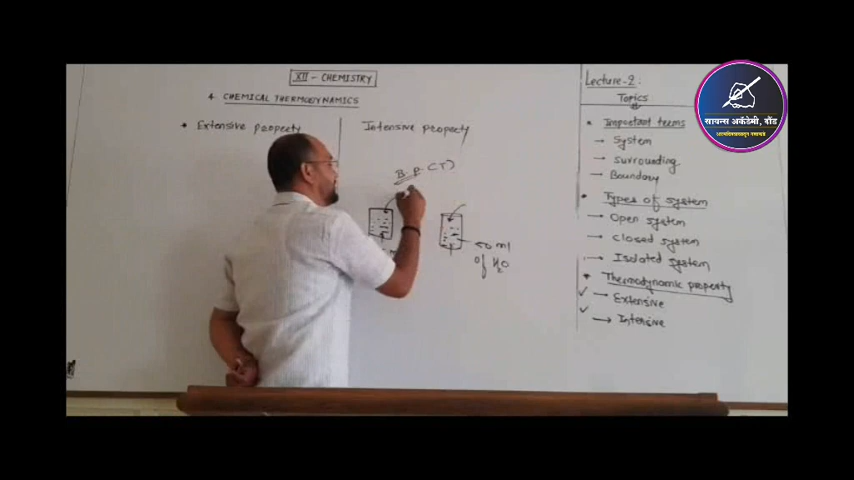 XII - CHEMISTRY
4 CHEMICAL THERMODYNAMICS
* Extensive property
Intensive property
B.P. (T)
50 ml
of H2O
Lecture-2:
Topics
* Important terms
→ System
→ Surrounding
→ Boundary
* Types of system
→ Open system
→ Closed system
→ Isolated system
* Thermodynamic property
✓ → Extensive
✓ → Intensive
सायन्स अकॅडेमी, दौंड